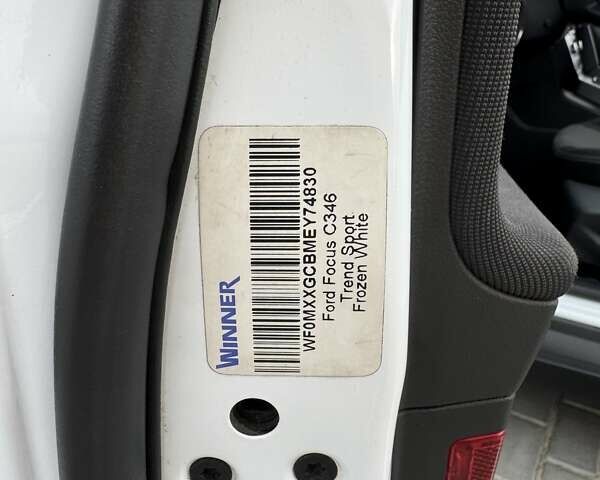 WINNER
WF0MXXGCBMEY74830
Ford Focus C346
Trend Sport
Frozen White